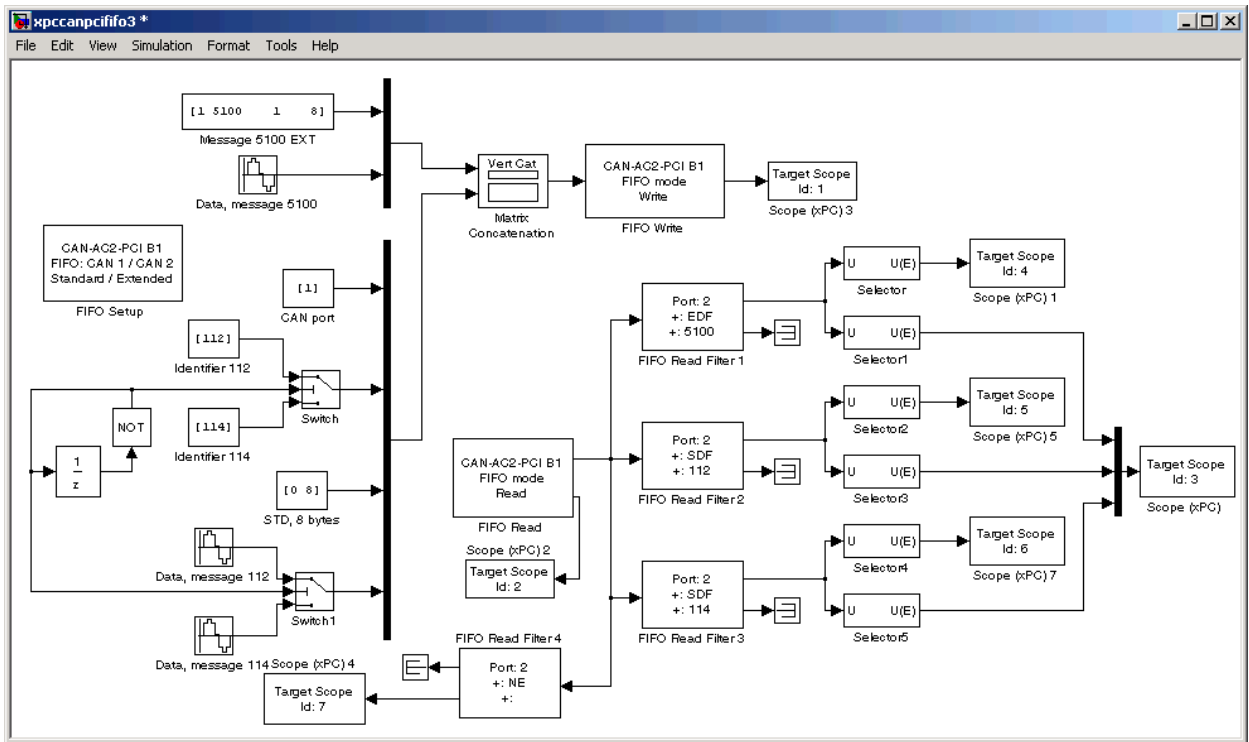 xpccanpcififo3 *
File Edit View Simulation Format Tools Help
[1 5100 1 8]
Message 5100 EXT
Data, message 5100
Vert Cat
Matrix
Concatenation
CAN-AC2-PCI B1
FIFO mode
Write
FIFO Write
Target Scope
Id: 1
Scope (xPC) 3
CAN-AC2-PCI B1
FIFO: CAN 1 / CAN 2
Standard / Extended
FIFO Setup
[1]
CAN port
[112]
Identifier 112
Switch
[114]
Identifier 114
NOT
1
z
[0 8]
STD, 8 bytes
Data, message 112
Switch1
Data, message 114
CAN-AC2-PCI B1
FIFO mode
Read
FIFO Read
Scope (xPC) 2
Target Scope
Id: 2
Port: 2
+: EDF
+: 5100
FIFO Read Filter 1
U U(E)
Selector
Target Scope
Id: 4
Scope (xPC) 1
U U(E)
Selector1
Port: 2
+: SDF
+: 112
FIFO Read Filter 2
U U(E)
Selector2
Target Scope
Id: 5
Scope (xPC) 5
U U(E)
Selector3
Target Scope
Id: 3
Scope (xPC)
Port: 2
+: SDF
+: 114
FIFO Read Filter 3
U U(E)
Selector4
Target Scope
Id: 6
Scope (xPC) 7
U U(E)
Selector5
FIFO Read Filter 4
Port: 2
+: NE
+:
Scope (xPC) 4
Target Scope
Id: 7